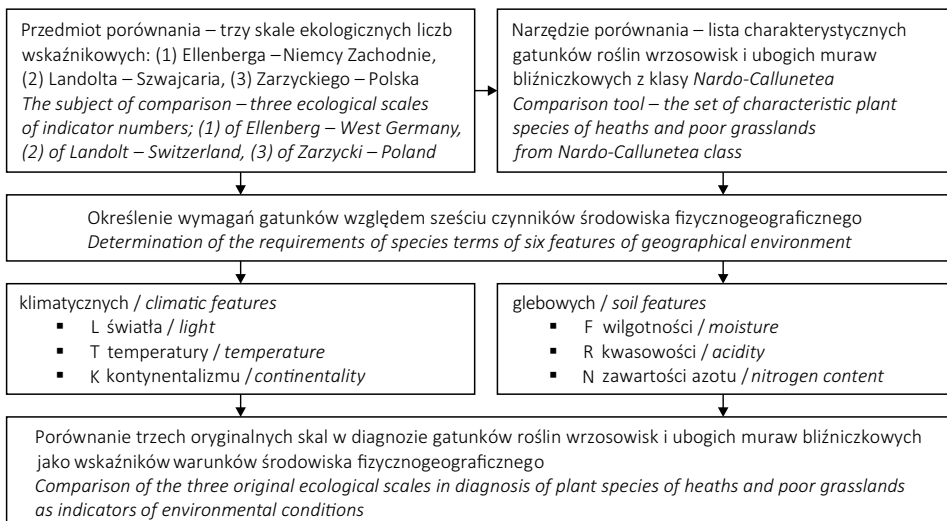 Przedmiot porównania – trzy skale ekologicznych liczb
wskaźnikowych: (1) Ellenberga – Niemcy Zachodnie,
(2) Landolta – Szwajcaria, (3) Zarzyckiego – Polska
The subject of comparison – three ecological scales
of indicator numbers; (1) of Ellenberg – West Germany,
(2) of Landolt – Switzerland, (3) of Zarzycki – Poland
Narzędzie porównania – lista charakterystycznych
gatunków roślin wrzosowisk i ubogich muraw
bliźniczkowych z klasy Nardo-Callunetea
Comparison tool – the set of characteristic plant
species of heaths and poor grasslands
from Nardo-Callunetea class
Określenie wymagań gatunków względem sześciu czynników środowiska fizycznogeograficznego
Determination of the requirements of species terms of six features of geographical environment
klimatycznych / climatic features
▪ L światła / light
▪ T temperatury / temperature
▪ K kontynentalizmu / continentality
glebowych / soil features
▪ F wilgotności / moisture
▪ R kwasowości / acidity
▪ N zawartości azotu / nitrogen content
Porównanie trzech oryginalnych skal w diagnozie gatunków roślin wrzosowisk i ubogich muraw bliźniczkowych
jako wskaźników warunków środowiska fizycznogeograficznego
Comparison of the three original ecological scales in diagnosis of plant species of heaths and poor grasslands
as indicators of environmental conditions